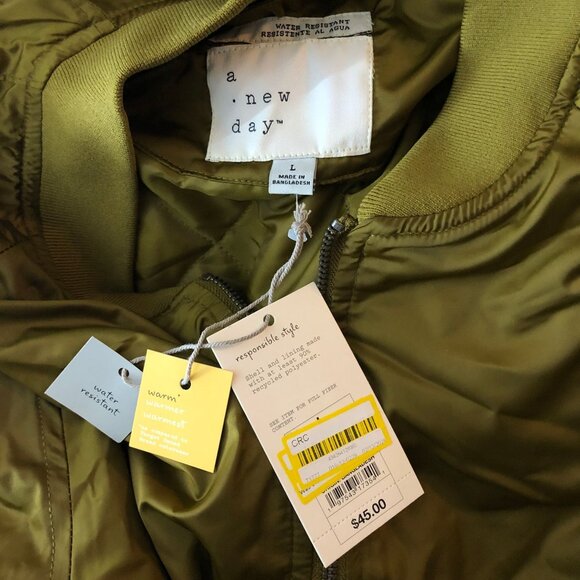 WATER RESISTANT
RESISTENTE AL AGUA
a
new
day™
L
MADE IN
BANGLADESH
water
resistant
warm
warmer
warmest
responsible style
Shell and lining made
with at least 90%
recycled polyester.
SEE ITEM FOR FULL FIBER
CONTENT
CRC
$45.00